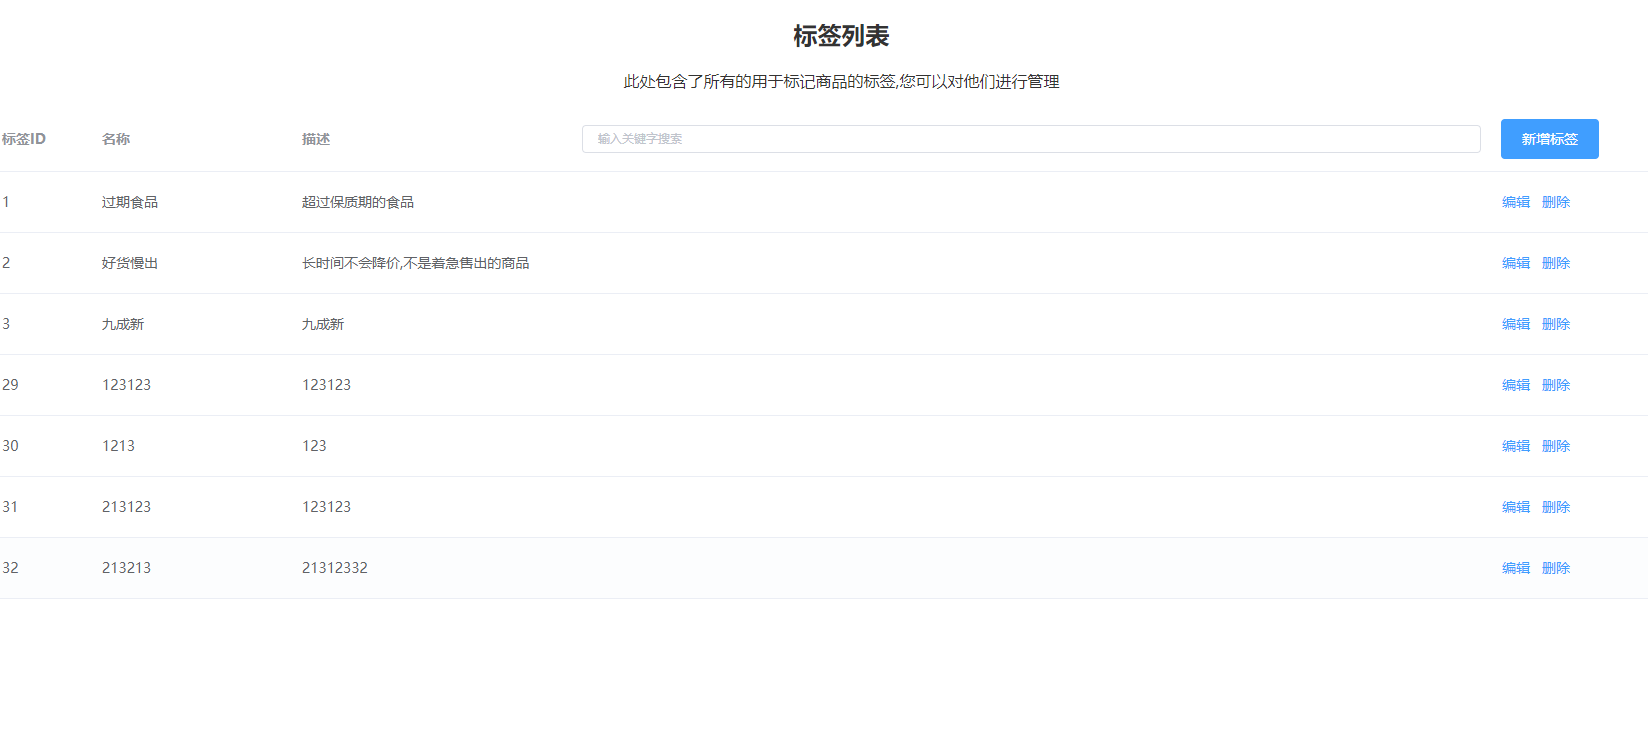 标签列表
此处包含了所有的用于标记商品的标签,您可以对他们进行管理
标签ID 名称 描述 输入关键字搜索 新增标签
1 过期食品 超过保质期的食品 编辑 删除
2 好货慢出 长时间不会降价,不是着急售出的商品 编辑 删除
3 九成新 九成新 编辑 删除
29 123123 123123 编辑 删除
30 1213 123 编辑 删除
31 213123 123123 编辑 删除
32 213213 21312332 编辑 删除